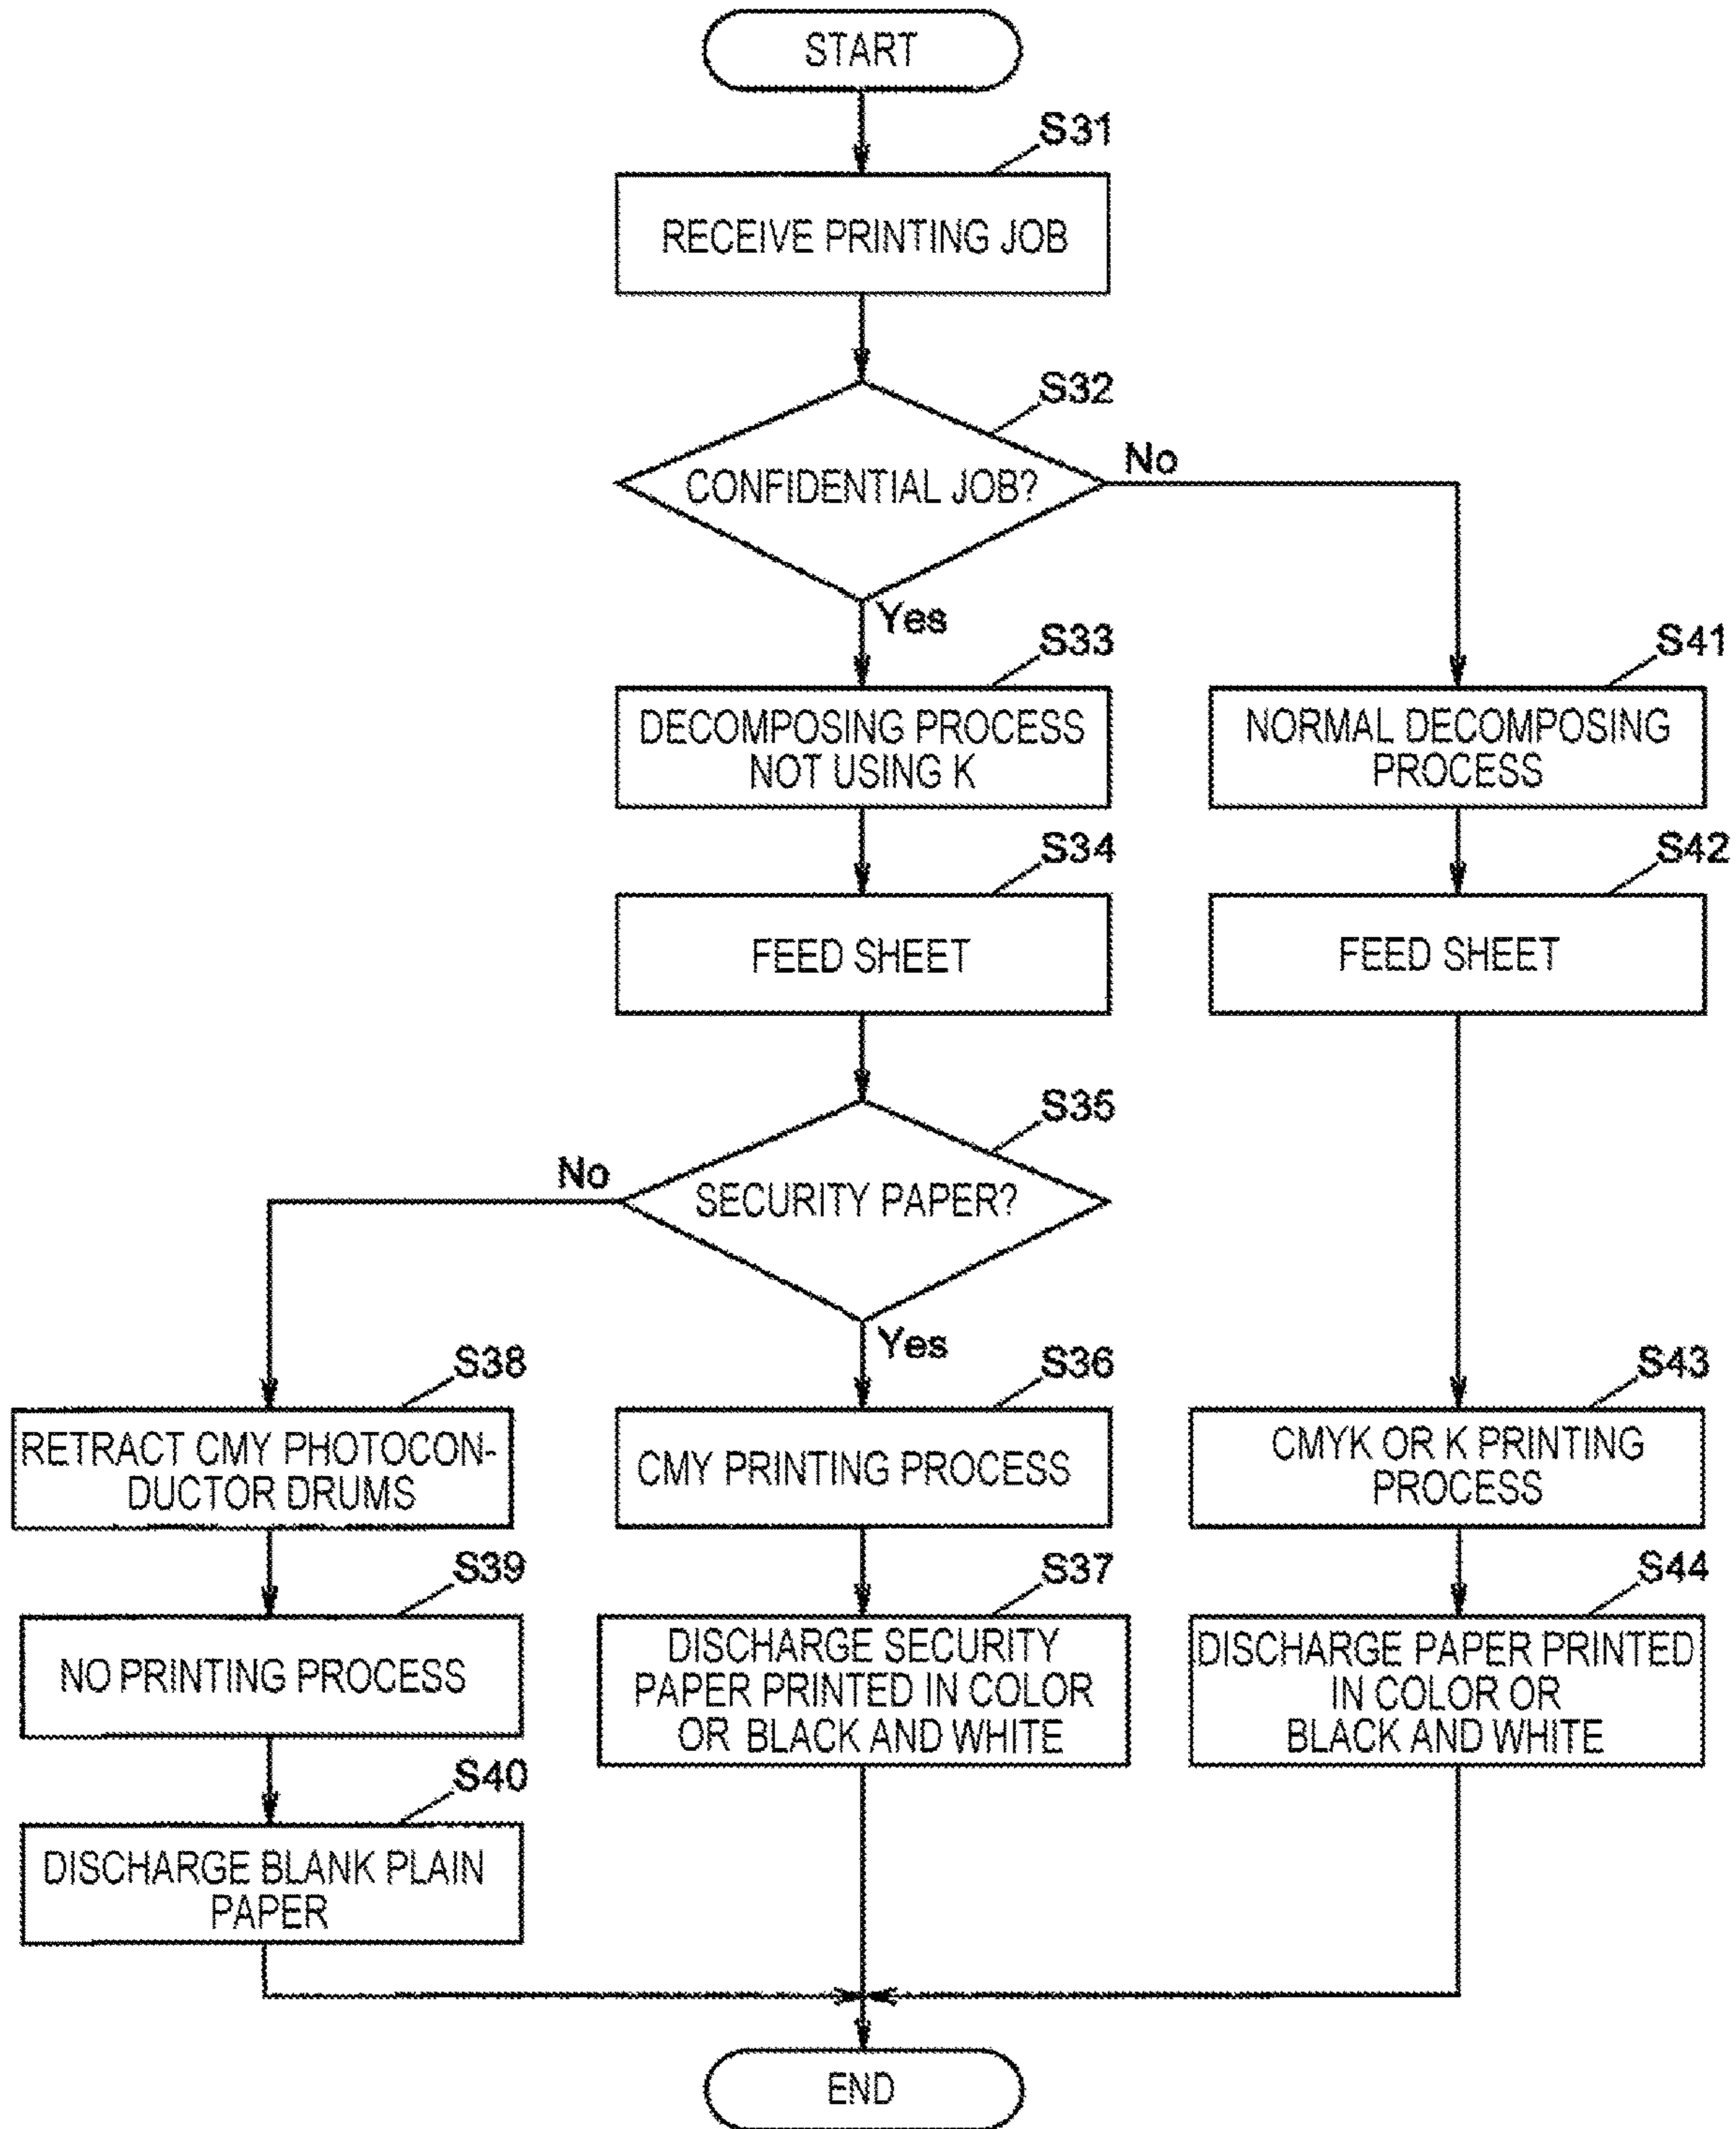 START
S31
RECEIVE PRINTING JOB
S32
CONFIDENTIAL JOB?
No
Yes
S33
DECOMPOSING PROCESS
NOT USING K
S41
NORMAL DECOMPOSING
PROCESS
S34
FEED SHEET
S42
FEED SHEET
S35
SECURITY PAPER?
No
Yes
S38
RETRACT CMY PHOTOCON-
DUCTOR DRUMS
S36
CMY PRINTING PROCESS
S43
CMYK OR K PRINTING
PROCESS
S39
NO PRINTING PROCESS
S37
DISCHARGE SECURITY
PAPER PRINTED IN COLOR
OR BLACK AND WHITE
S44
DISCHARGE PAPER PRINTED
IN COLOR OR
BLACK AND WHITE
S40
DISCHARGE BLANK PLAIN
PAPER
END